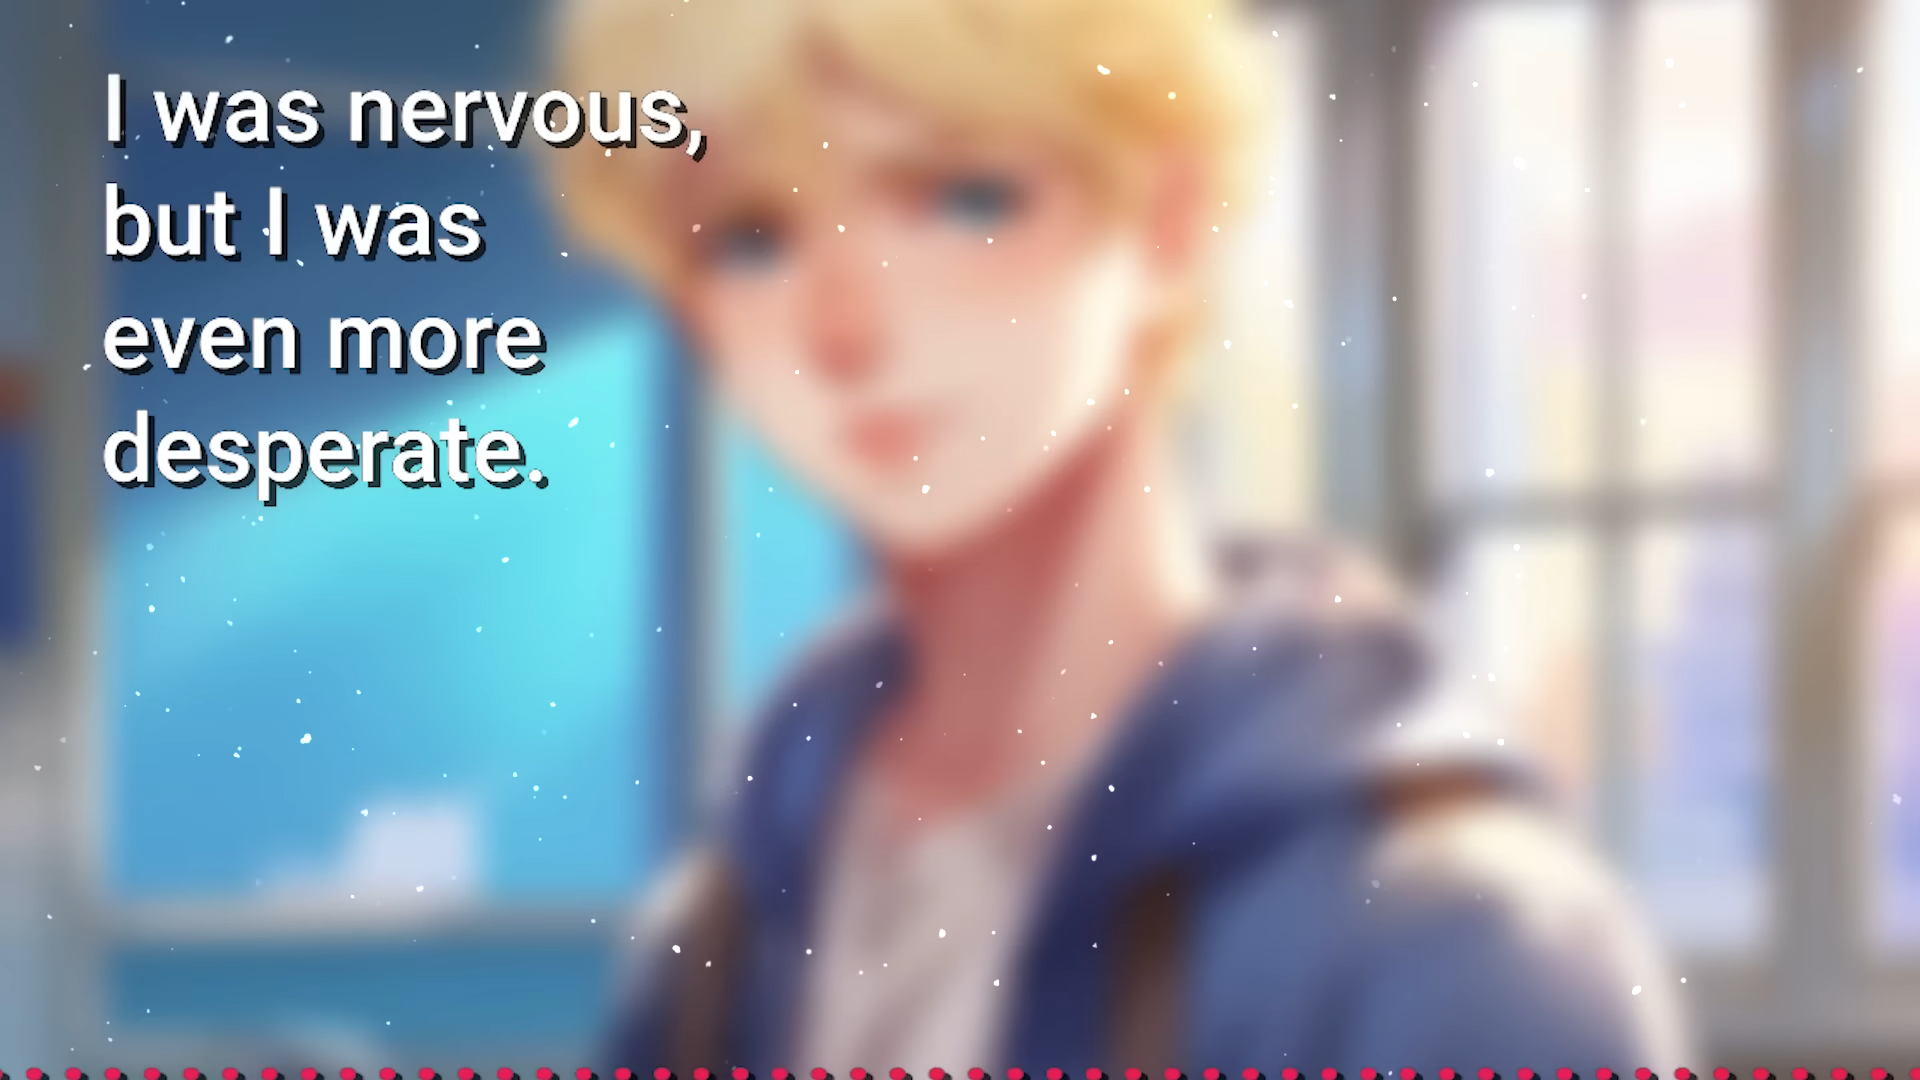 I was nervous,
but I was
even more
desperate.